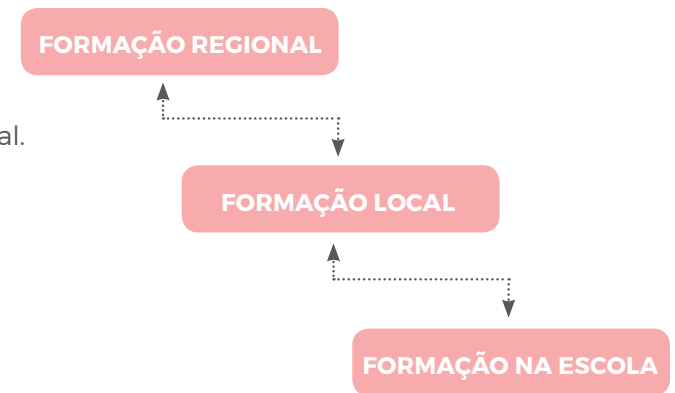 FORMAÇÃO REGIONAL
al.
FORMAÇÃO LOCAL
FORMAÇÃO NA ESCOLA